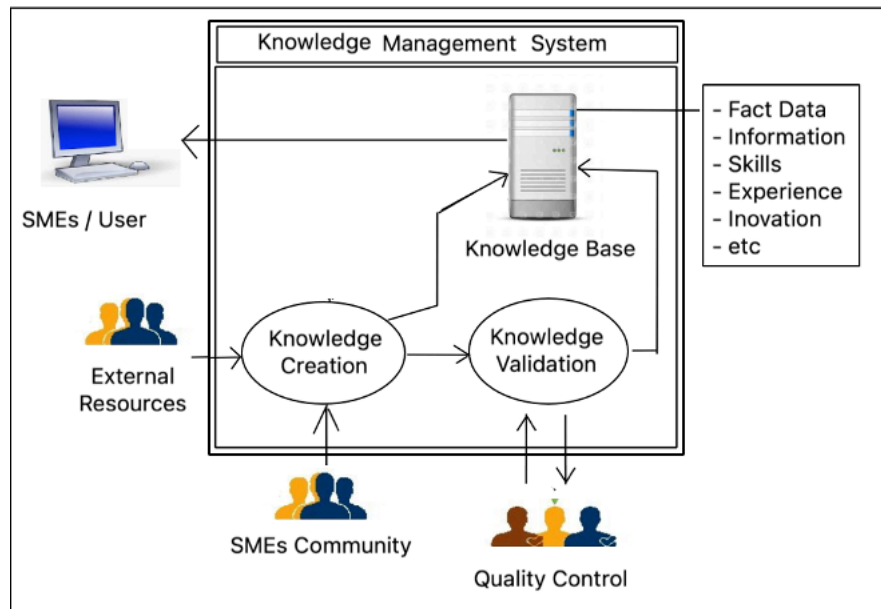 Knowledge Management System
- Fact Data
- Information
- Skills
- Experience
- Inovation
- etc
SMEs / User
Knowledge Base
External
Resources
Knowledge
Creation
Knowledge
Validation
SMEs Community
Quality Control